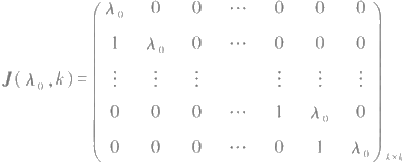 λ₀ 0 0 ⋯ 0 0 0
1 λ₀ 0 ⋯ 0 0 0
J(λ₀,k)= ⋮ ⋮ ⋮ ⋮ ⋮ ⋮
0 0 0 ⋯ 1 λ₀ 0
0 0 0 ⋯ 0 1 λ₀ k×k